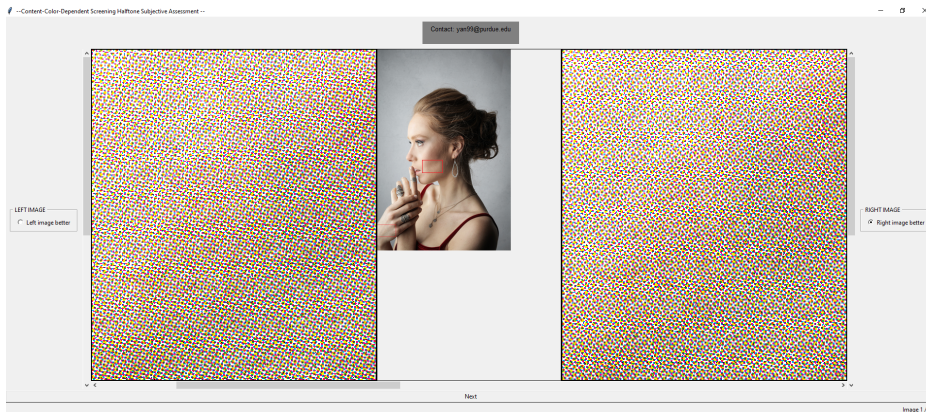 --Content-Color-Dependent Screening Halftone Subjective Assessment --
Contact: yan99@purdue.edu
LEFT IMAGE
Left image better
RIGHT IMAGE
Right image better
Next
Image 1 /